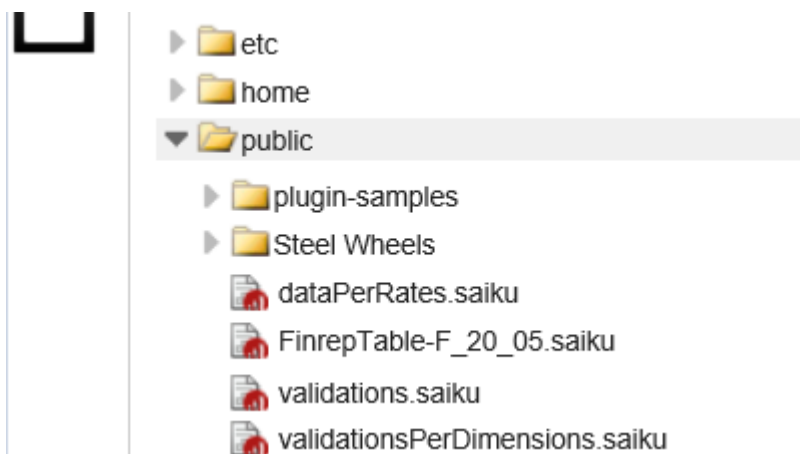 etc
home
public
plugin-samples
Steel Wheels
dataPerRates.saiku
FinrepTable-F_20_05.saiku
validations.saiku
validationsPerDimensions.saiku